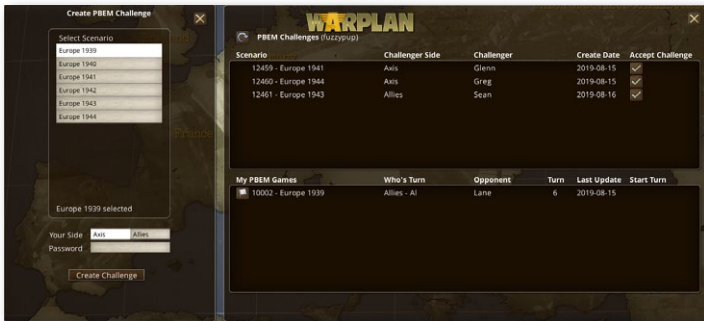 Create PBEM Challenge
Select Scenario
Europe 1939
Europe 1940
Europe 1941
Europe 1942
Europe 1943
Europe 1944
France
Europe 1939 selected
Your Side Axis Allies
Password
Create Challenge
WARPLAN
PBEM Challenges (fuzzypup)
Scenario Challenger Side Challenger Create Date Accept Challenge
12459 - Europe 1941 Axis Glenn 2019-08-15
12460 - Europe 1944 Axis Greg 2019-08-15
12461 - Europe 1943 Allies Sean 2019-08-16
My PBEM Games Who's Turn Opponent Turn Last Update Start Turn
10002 - Europe 1939 Allies - AI Lane 6 2019-08-15